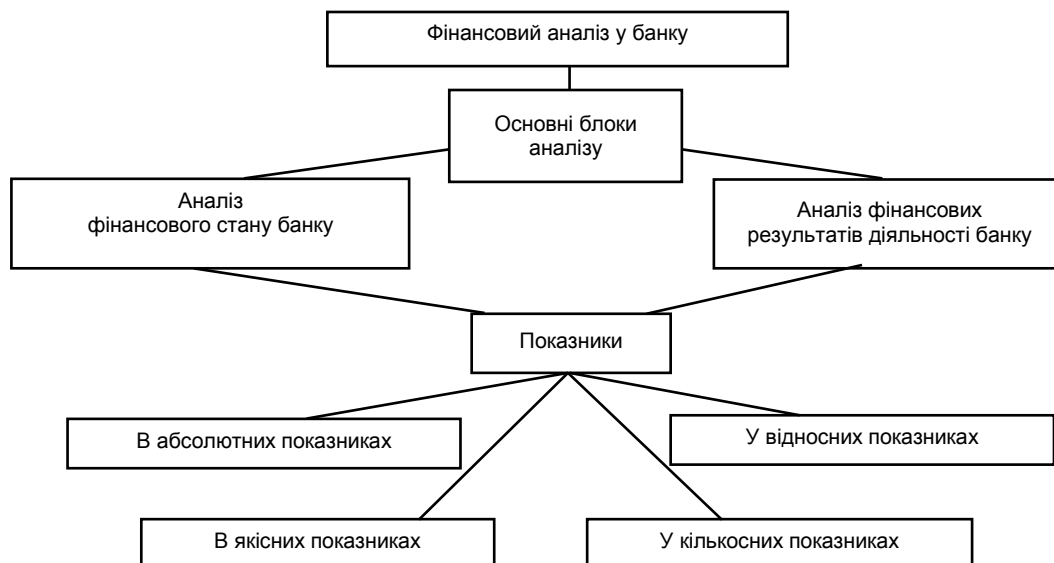 Фінансовий аналіз у банку
Основні блоки
аналізу
Аналіз
фінансового стану банку
Аналіз фінансових
результатів діяльності банку
Показники
В абсолютних показниках
У відносних показниках
В якісних показниках
У кількосних показниках